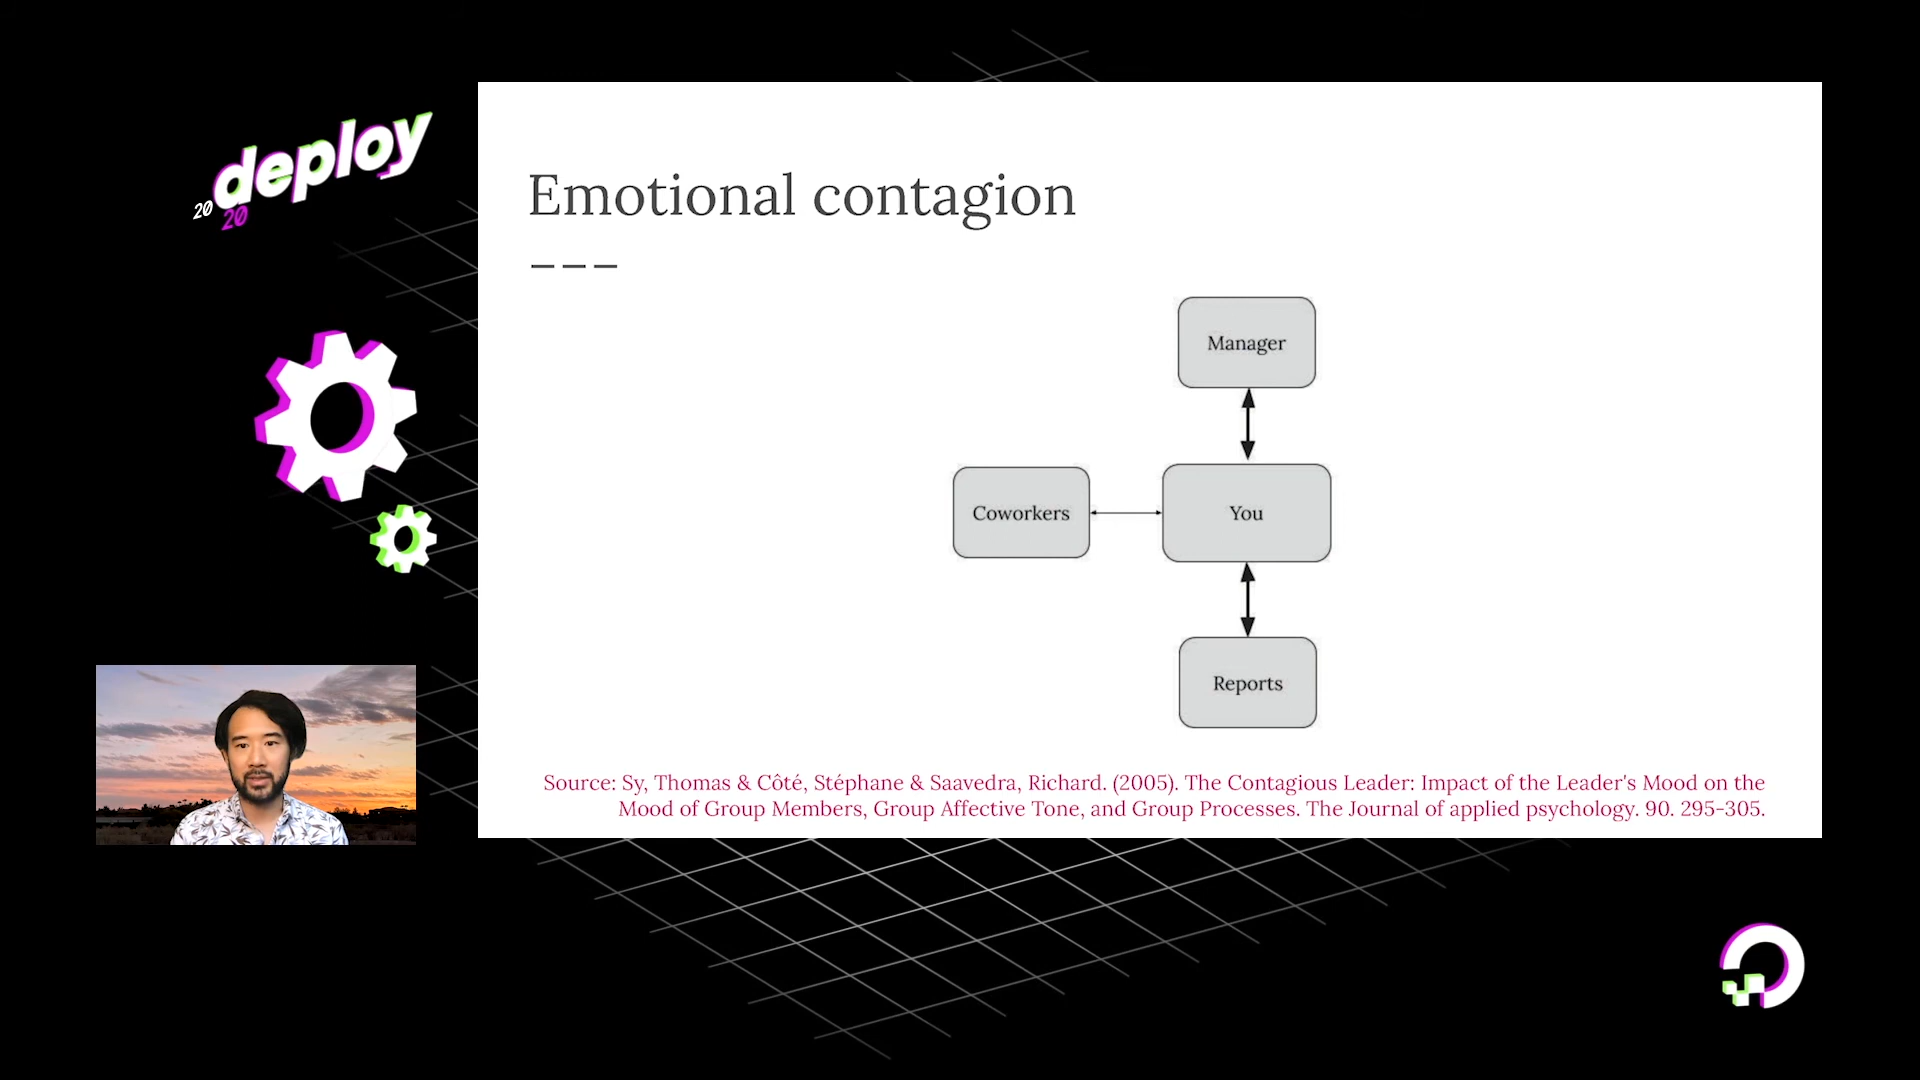 deploy
20
20
Emotional contagion
Manager
Coworkers
You
Reports
Source: Sy, Thomas & Côté, Stéphane & Saavedra, Richard. (2005). The Contagious Leader: Impact of the Leader's Mood on the
Mood of Group Members, Group Affective Tone, and Group Processes. The Journal of applied psychology. 90. 295-305.